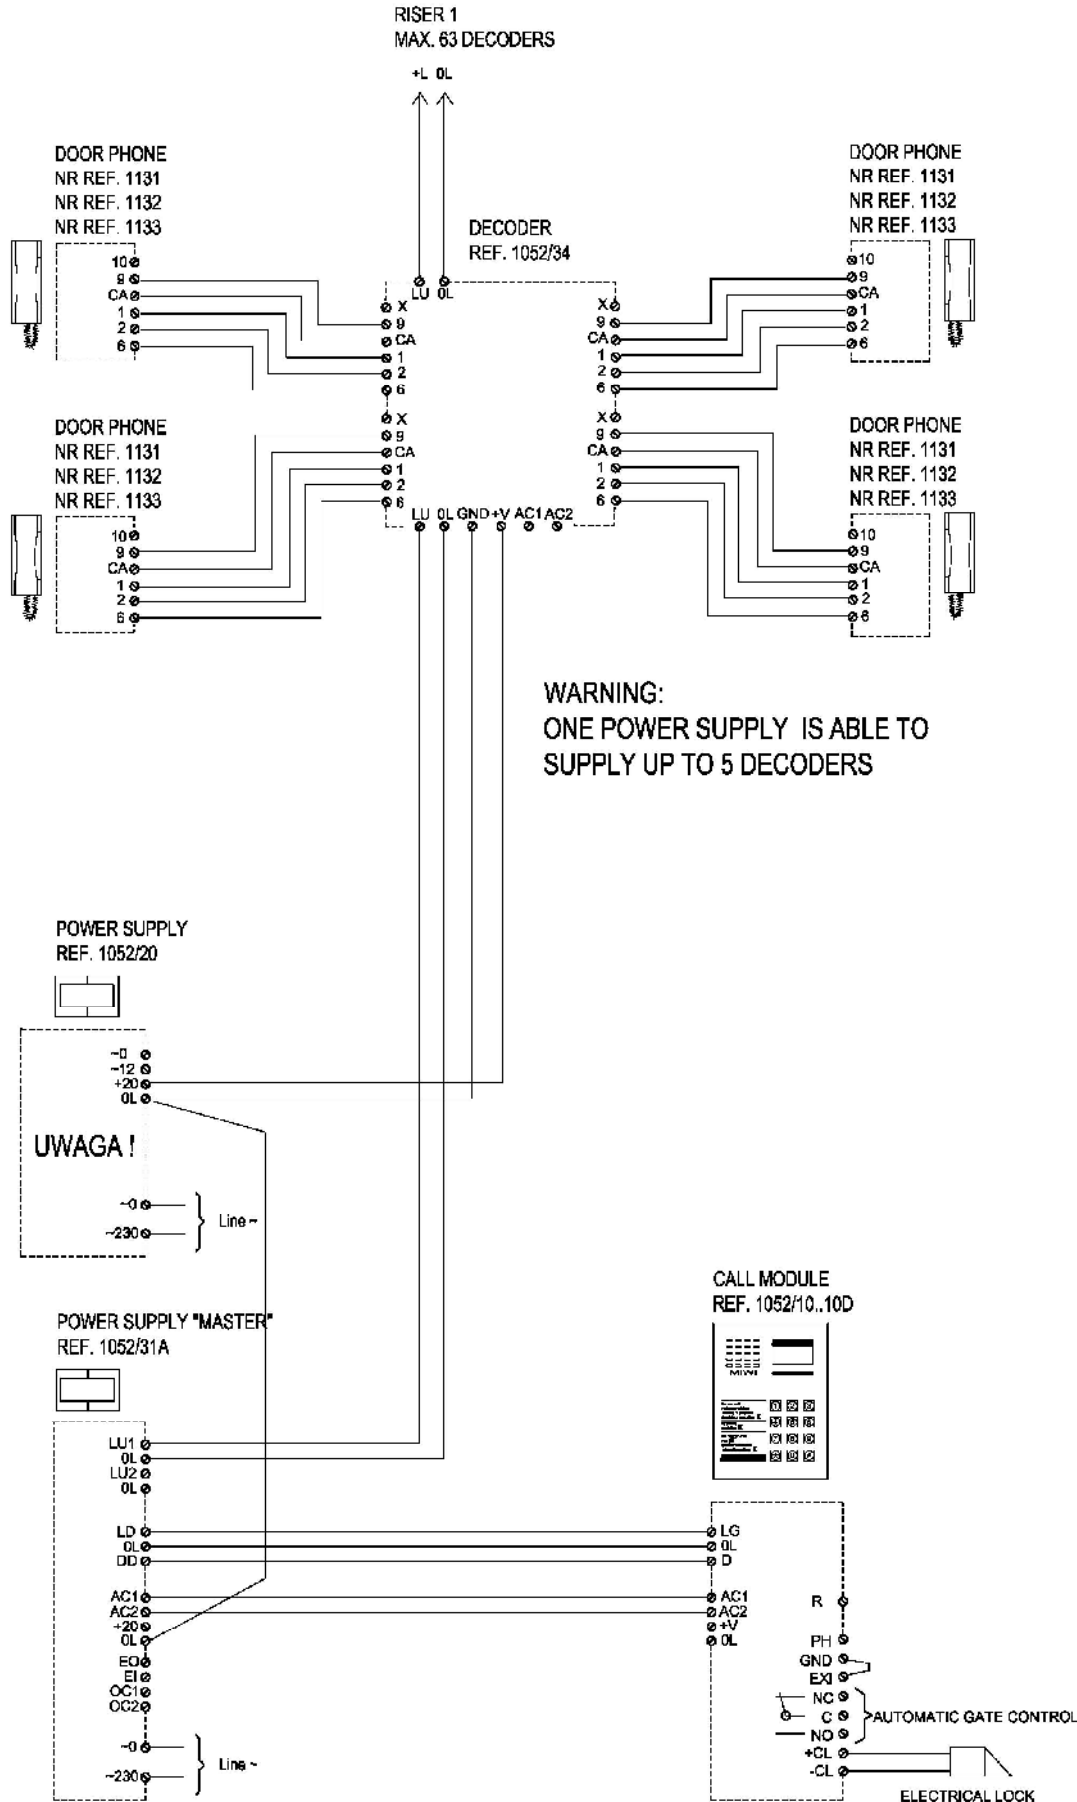 RISER 1
MAX. 63 DECODERS
+L 0L
DOOR PHONE
NR REF. 1131
NR REF. 1132
NR REF. 1133
10
9
CA
1
2
6
DECODER
REF. 1052/34
LU 0L
X
9
CA
1
2
6
X
9
CA
1
2
6
X
9
CA
1
2
6
X
9
CA
1
2
6
LU 0L GND +V AC1 AC2
DOOR PHONE
NR REF. 1131
NR REF. 1132
NR REF. 1133
10
9
CA
1
2
6
DOOR PHONE
NR REF. 1131
NR REF. 1132
NR REF. 1133
10
9
CA
1
2
6
DOOR PHONE
NR REF. 1131
NR REF. 1132
NR REF. 1133
10
9
CA
1
2
6
WARNING:
ONE POWER SUPPLY IS ABLE TO
SUPPLY UP TO 5 DECODERS
POWER SUPPLY
REF. 1052/20
~0
~12
+20
0L
UWAGA !
~0
~230
Line ~
POWER SUPPLY "MASTER"
REF. 1052/31A
LU1
0L
LU2
0L
LD
0L
DD
AC1
AC2
+20
0L
EO
EI
OC1
OC2
~0
~230
Line ~
CALL MODULE
REF. 1052/10..10D
MIWI
LG
0L
D
AC1
AC2
+V
0L
R
PH
GND
EXI
NC
C
NO
+CL
-CL
AUTOMATIC GATE CONTROL
ELECTRICAL LOCK